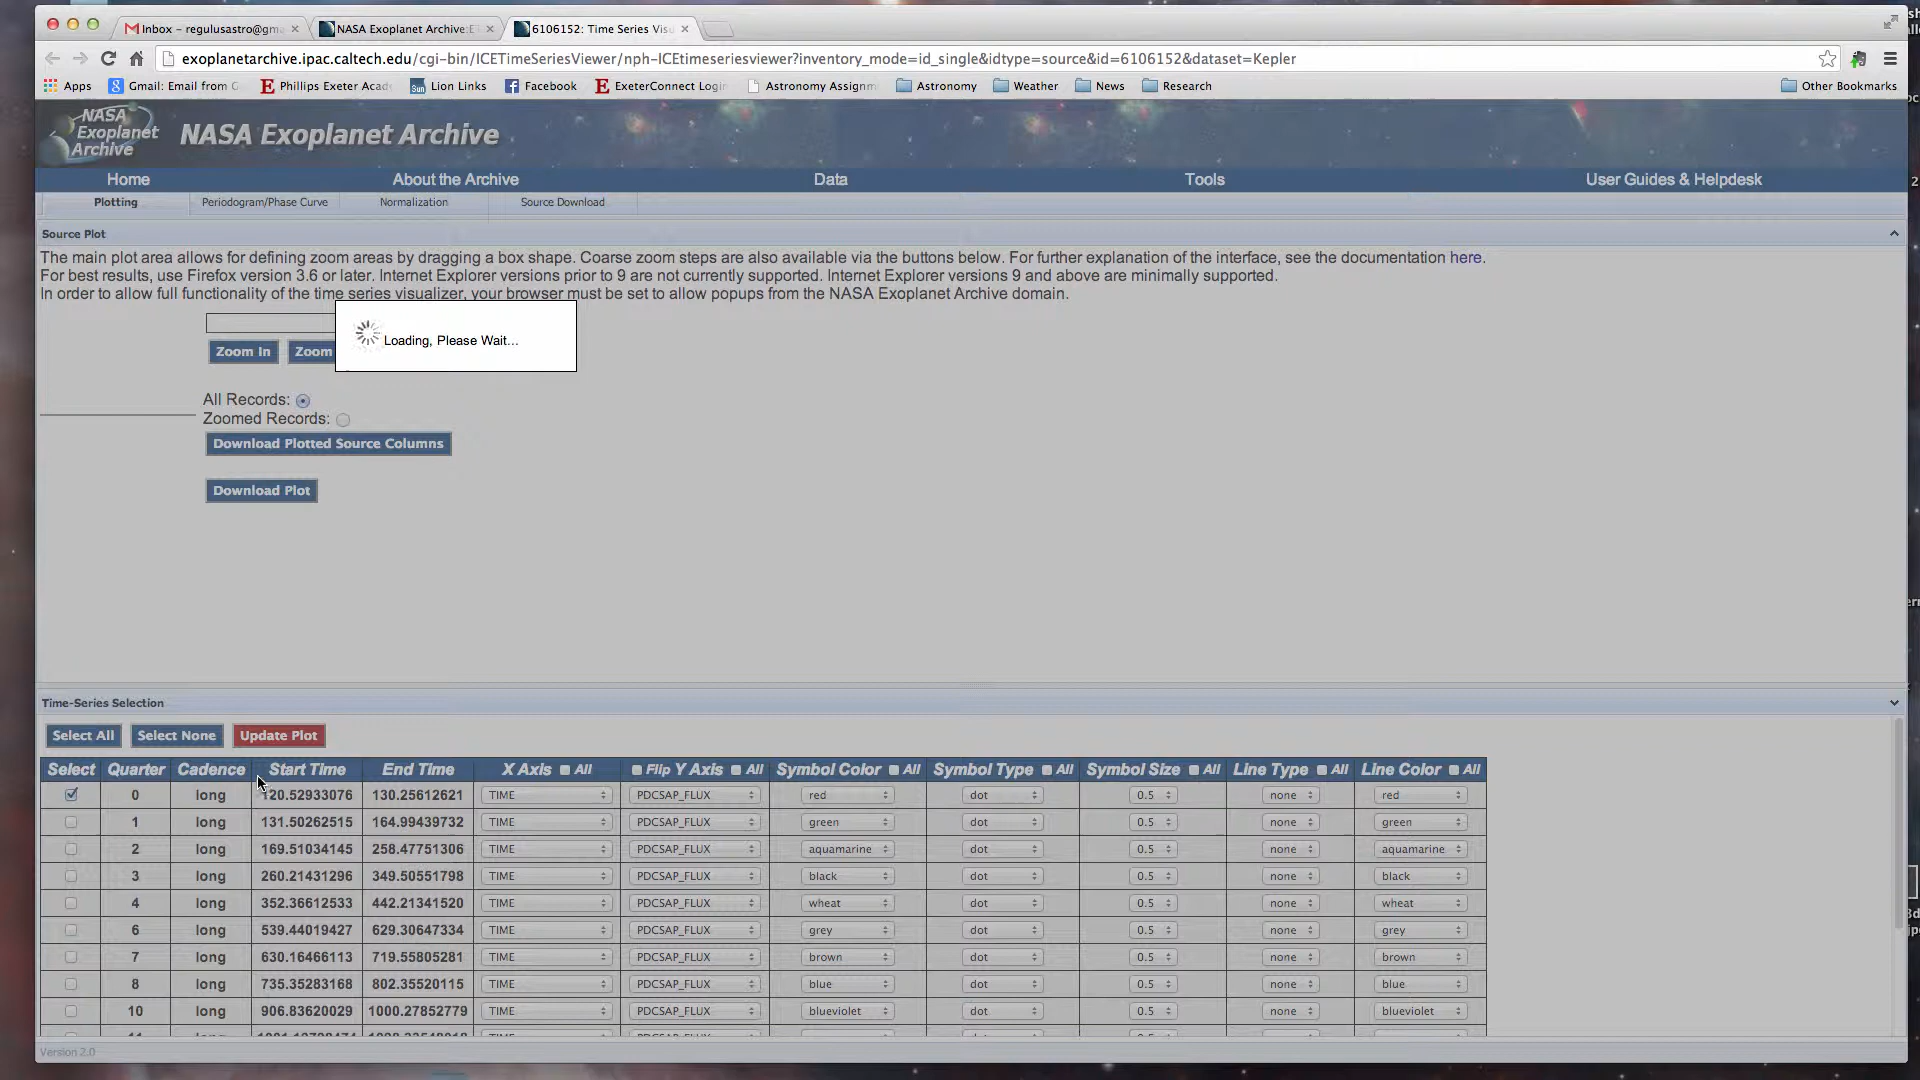 Inbox – regulusastro@gm
NASA Exoplanet Archive:E
6106152: Time Series Visu
exoplanetarchive.ipac.caltech.edu/cgi-bin/ICETimeSeriesViewer/nph-ICEtimeseriesviewer?inventory_mode=id_single&idtype=source&id=6106152&dataset=Kepler
Apps Gmail: Email from G Phillips Exeter Acad Lion Links Facebook ExeterConnect Login Astronomy Assignm Astronomy Weather News Research Other Bookmarks
NASA
Exoplanet
Archive
NASA Exoplanet Archive
Home About the Archive Data Tools User Guides & Helpdesk
Plotting Periodogram/Phase Curve Normalization Source Download
Source Plot
The main plot area allows for defining zoom areas by dragging a box shape. Coarse zoom steps are also available via the buttons below. For further explanation of the interface, see the documentation here.
For best results, use Firefox version 3.6 or later. Internet Explorer versions prior to 9 are not currently supported. Internet Explorer versions 9 and above are minimally supported.
In order to allow full functionality of the time series visualizer, your browser must be set to allow popups from the NASA Exoplanet Archive domain.
Loading, Please Wait...
Zoom In Zoom
All Records:
Zoomed Records:
Download Plotted Source Columns
Download Plot
Time-Series Selection
Select All Select None Update Plot
Select Quarter Cadence Start Time End Time X Axis All Flip Y Axis All Symbol Color All Symbol Type All Symbol Size All Line Type All Line Color All
0 long 120.52933076 130.25612621 TIME PDCSAP_FLUX red dot 0.5 none red
1 long 131.50262515 164.99439732 TIME PDCSAP_FLUX green dot 0.5 none green
2 long 169.51034145 258.47751306 TIME PDCSAP_FLUX aquamarine dot 0.5 none aquamarine
3 long 260.21431296 349.50551798 TIME PDCSAP_FLUX black dot 0.5 none black
4 long 352.36612533 442.21341520 TIME PDCSAP_FLUX wheat dot 0.5 none wheat
6 long 539.44019427 629.30647334 TIME PDCSAP_FLUX grey dot 0.5 none grey
7 long 630.16466113 719.55805281 TIME PDCSAP_FLUX brown dot 0.5 none brown
8 long 735.35283168 802.35520115 TIME PDCSAP_FLUX blue dot 0.5 none blue
10 long 906.83620029 1000.27852779 TIME PDCSAP_FLUX blueviolet dot 0.5 none blueviolet
Version 2.0